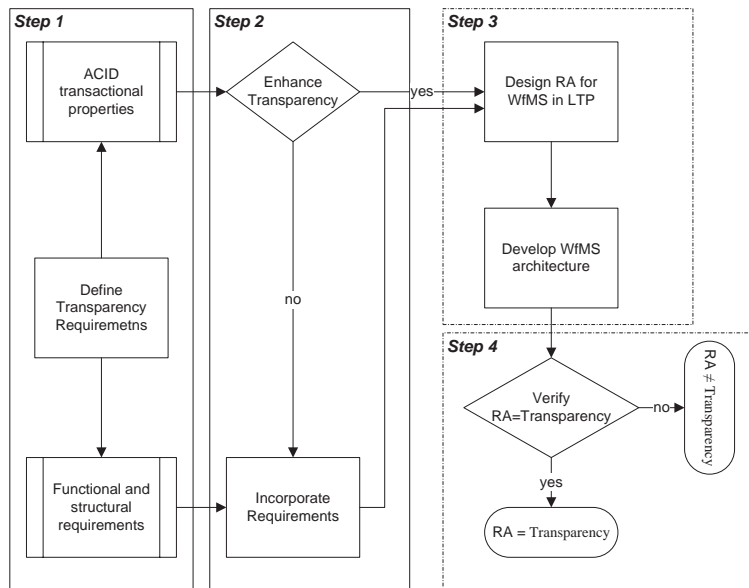 Step 1
ACID
transactional
properties
Define
Transparency
Requiremetns
Functional and
structural
requirements
Step 2
Enhance
Transparency
yes
no
Incorporate
Requirements
Step 3
Design RA for
WfMS in LTP
Develop WfMS
architecture
Step 4
Verify
RA=Transparency
no
RA ≠ Transparency
yes
RA = Transparency